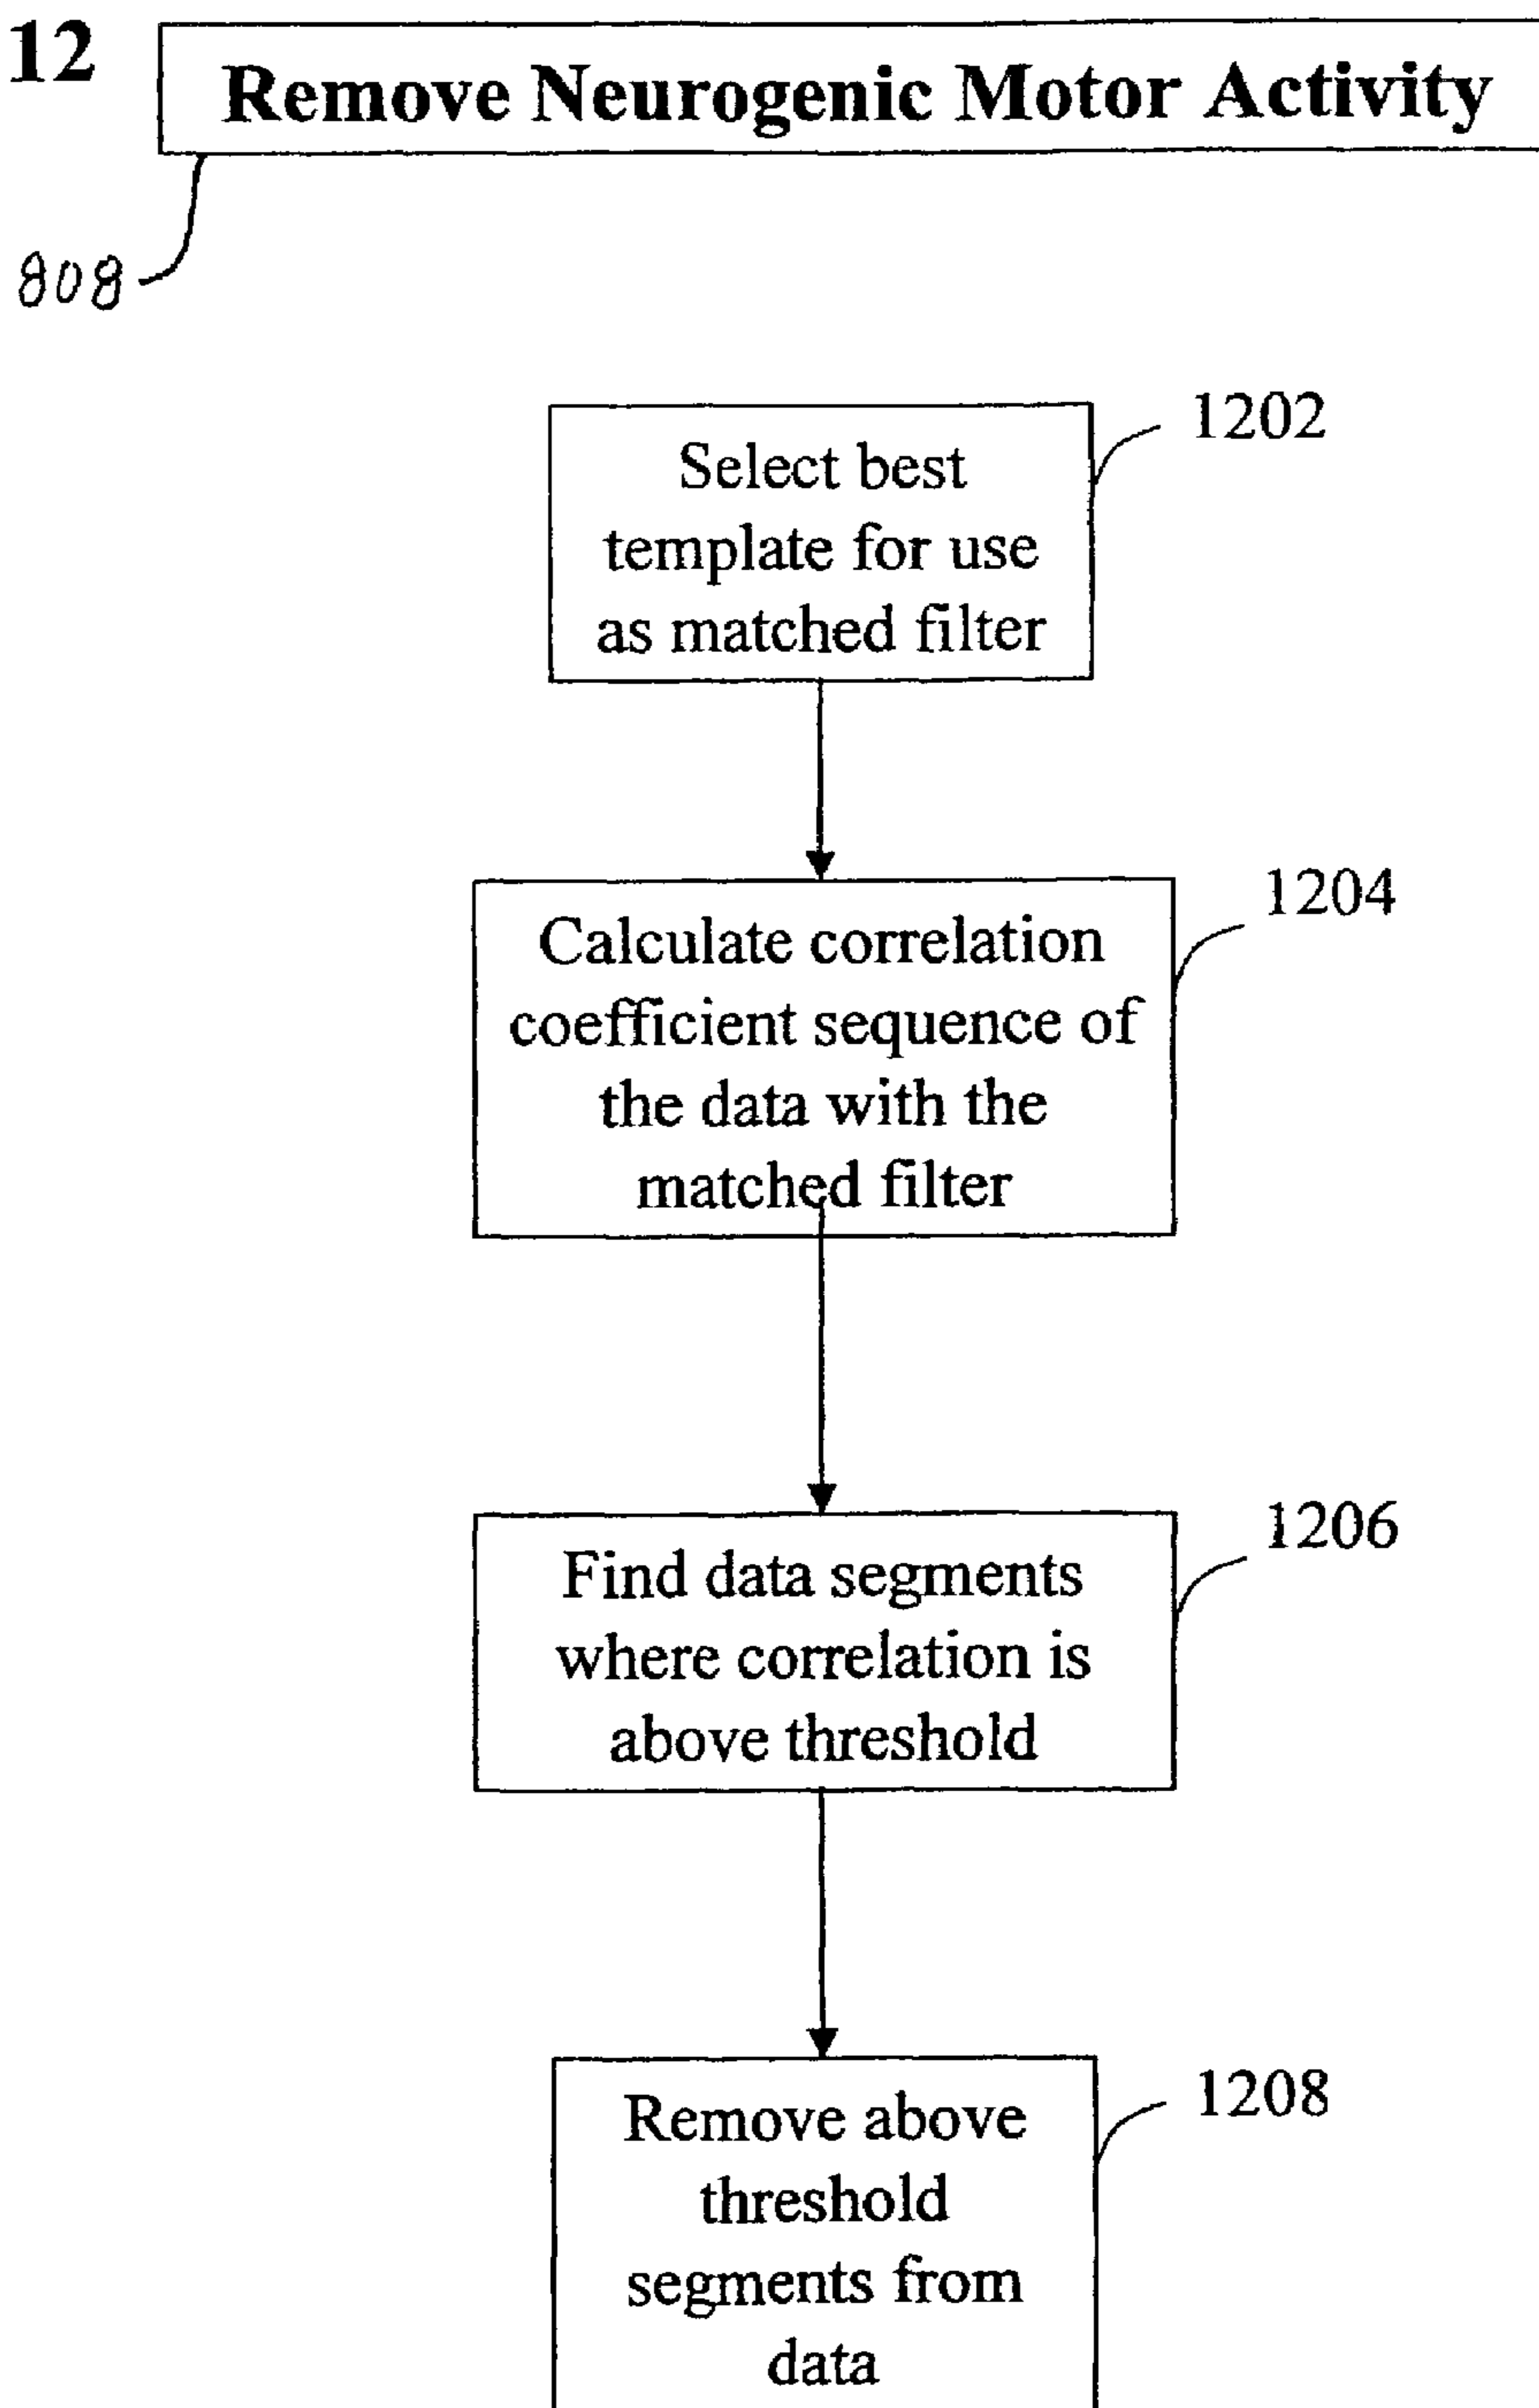 12
Remove Neurogenic Motor Activity
808
1202
Select best
template for use
as matched filter
1204
Calculate correlation
coefficient sequence of
the data with the
matched filter
1206
Find data segments
where correlation is
above threshold
1208
Remove above
threshold
segments from
data